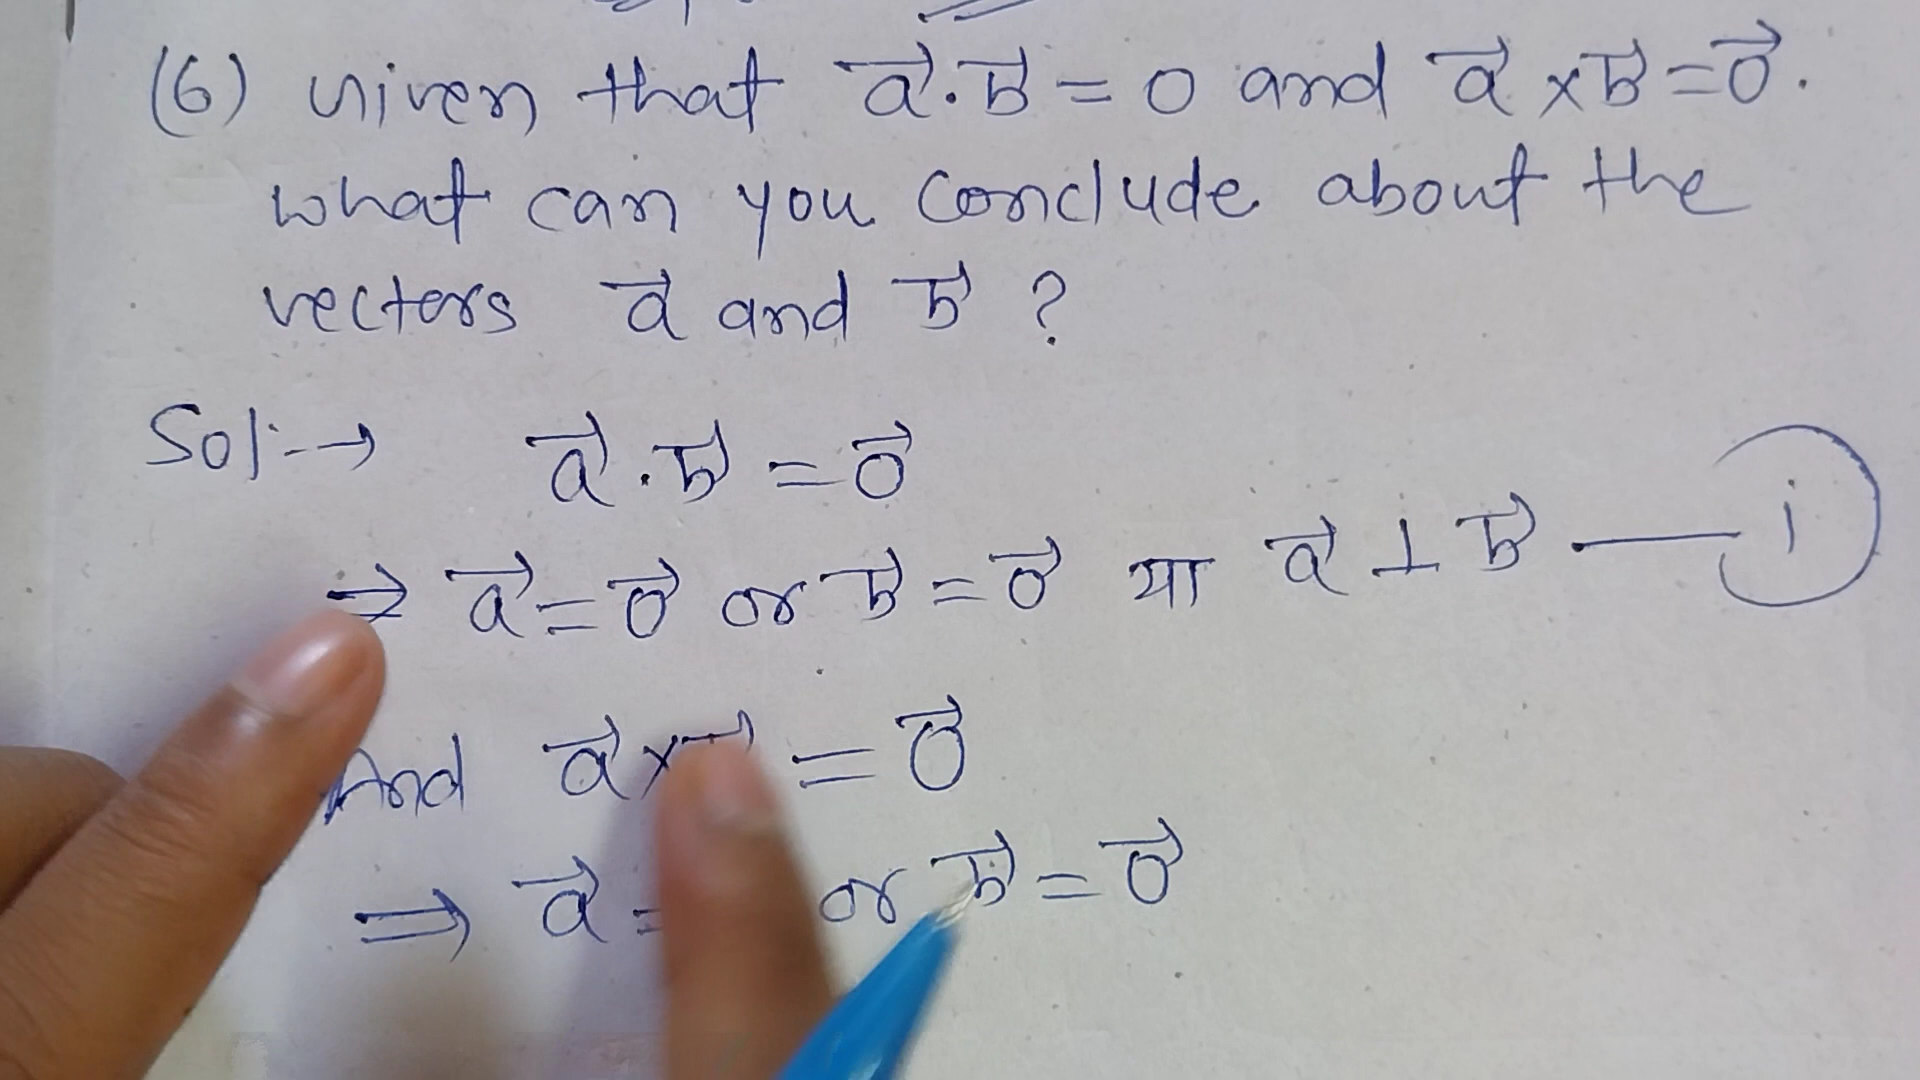 (6) Given that a⃗.b⃗ = 0 and a⃗ × b⃗ = 0⃗.
what can you conclude about the
vectors a⃗ and b⃗ ?
Sol:→ a⃗.b⃗ = 0⃗
⇒ a⃗ = 0⃗ or b⃗ = 0⃗ या a⃗ ⊥ b⃗ — i
And a⃗ × = 0⃗
⇒ a⃗ = or b⃗ = 0⃗